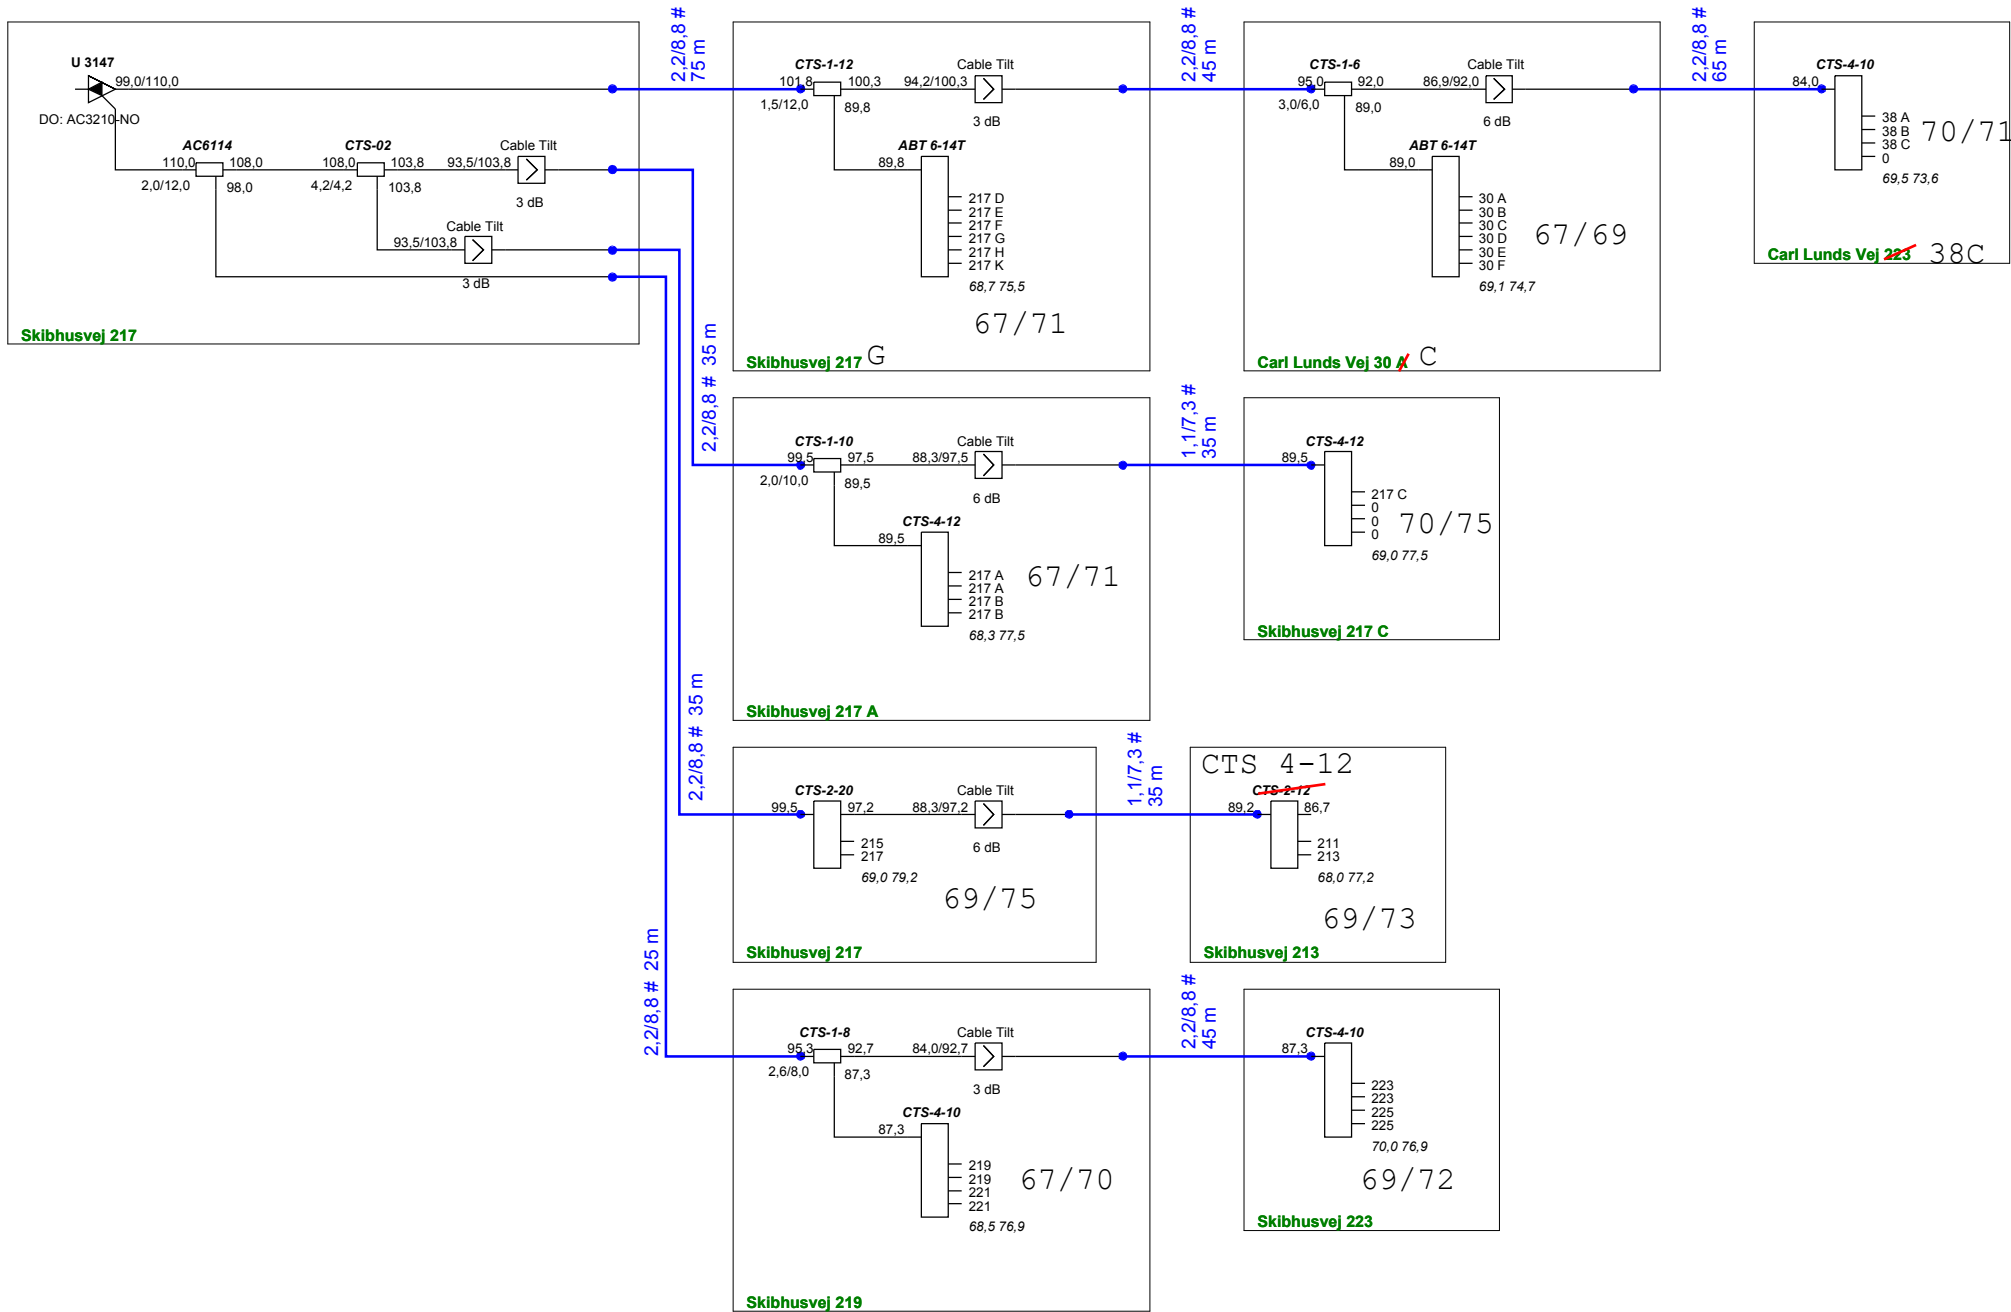 U 3147
99,0/110,0
DO: AC3210-NO
AC6114
110,0
108,0
2,0/12,0
98,0
CTS-02
108,0
103,8
4,2/4,2
103,8
Cable Tilt
93,5/103,8
3 dB
Cable Tilt
93,5/103,8
3 dB
Skibhusvej 217
2,2/8,8 #
75 m
CTS-1-12
101,8
100,3
1,5/12,0
89,8
Cable Tilt
94,2/100,3
3 dB
ABT 6-14T
89,8
217 D
217 E
217 F
217 G
217 H
217 K
68,7 75,5
67/71
Skibhusvej 217 G
2,2/8,8 #
45 m
CTS-1-6
95,0
92,0
3,0/6,0
89,0
Cable Tilt
86,9/92,0
6 dB
ABT 6-14T
89,0
30 A
30 B
30 C
30 D
30 E
30 F
67/69
69,1 74,7
Carl Lunds Vej 30 A C
2,2/8,8 #
65 m
CTS-4-10
84,0
38 A
38 B
38 C
0
70/71
69,5 73,6
Carl Lunds Vej 223 38C
2,2/8,8 # 35 m
CTS-1-10
99,5
97,5
2,0/10,0
89,5
Cable Tilt
88,3/97,5
6 dB
CTS-4-12
89,5
217 A
217 A
217 B
217 B
67/71
68,3 77,5
Skibhusvej 217 A
1,1/7,3 #
35 m
CTS-4-12
89,5
217 C
0
0
0
70/75
69,0 77,5
Skibhusvej 217 C
2,2/8,8 # 35 m
CTS-2-20
99,5
97,2
Cable Tilt
88,3/97,2
6 dB
215
217
69,0 79,2
69/75
Skibhusvej 217
1,1/7,3 #
35 m
CTS 4-12
CTS-2-12
89,2
86,7
211
213
68,0 77,2
69/73
Skibhusvej 213
2,2/8,8 # 25 m
CTS-1-8
95,3
92,7
2,6/8,0
87,3
Cable Tilt
84,0/92,7
3 dB
CTS-4-10
87,3
219
219
221
221
67/70
68,5 76,9
Skibhusvej 219
2,2/8,8 #
45 m
CTS-4-10
87,3
223
223
225
225
70,0 76,9
69/72
Skibhusvej 223